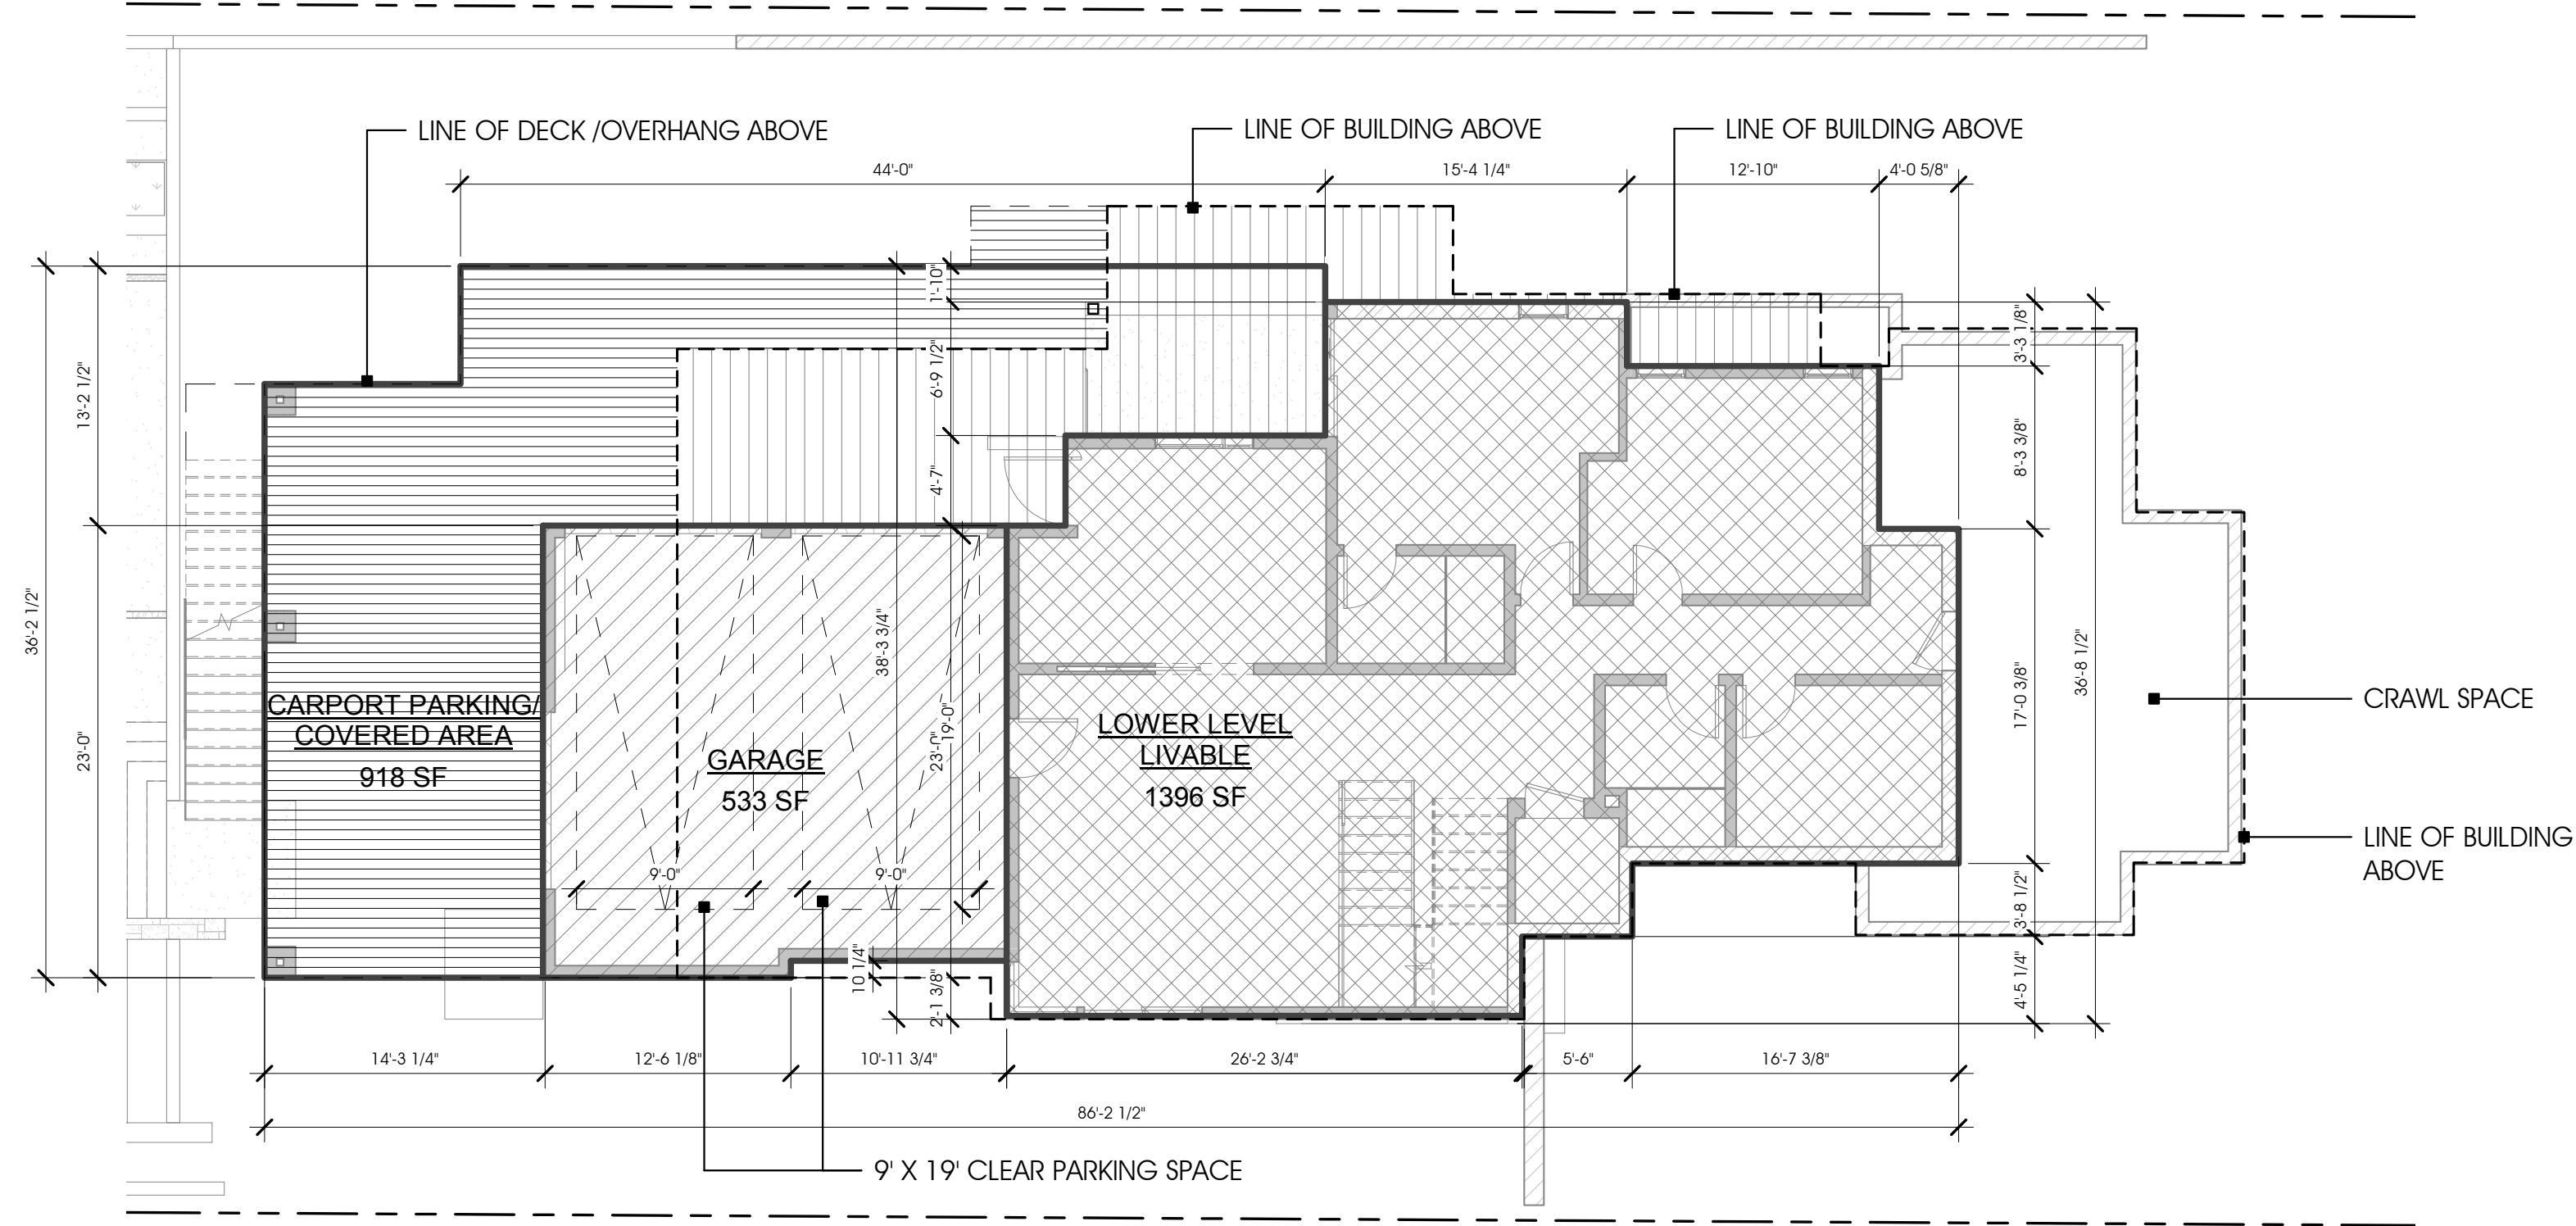 LINE OF DECK /OVERHANG ABOVE
LINE OF BUILDING ABOVE
LINE OF BUILDING ABOVE
44'-0"
15'-4 1/4"
12'-10"
4'-0 5/8"
1'-10"
6'-9 1/2"
4'-7"
13'-2 1/2"
36'-2 1/2"
23'-0"
3'-3 1/8"
8'-3 3/8"
17'-0 3/8"
36'-8 1/2"
3'-8 1/2"
4'-5 1/4"
38'-3 3/4"
23'-0"
19'-0"
CARPORT PARKING/
COVERED AREA
918 SF
GARAGE
533 SF
LOWER LEVEL
LIVABLE
1396 SF
CRAWL SPACE
LINE OF BUILDING
ABOVE
9'-0"
9'-0"
10 1/4"
2'-1 3/8"
14'-3 1/4"
12'-6 1/8"
10'-11 3/4"
26'-2 3/4"
5'-6"
16'-7 3/8"
86'-2 1/2"
9' X 19' CLEAR PARKING SPACE